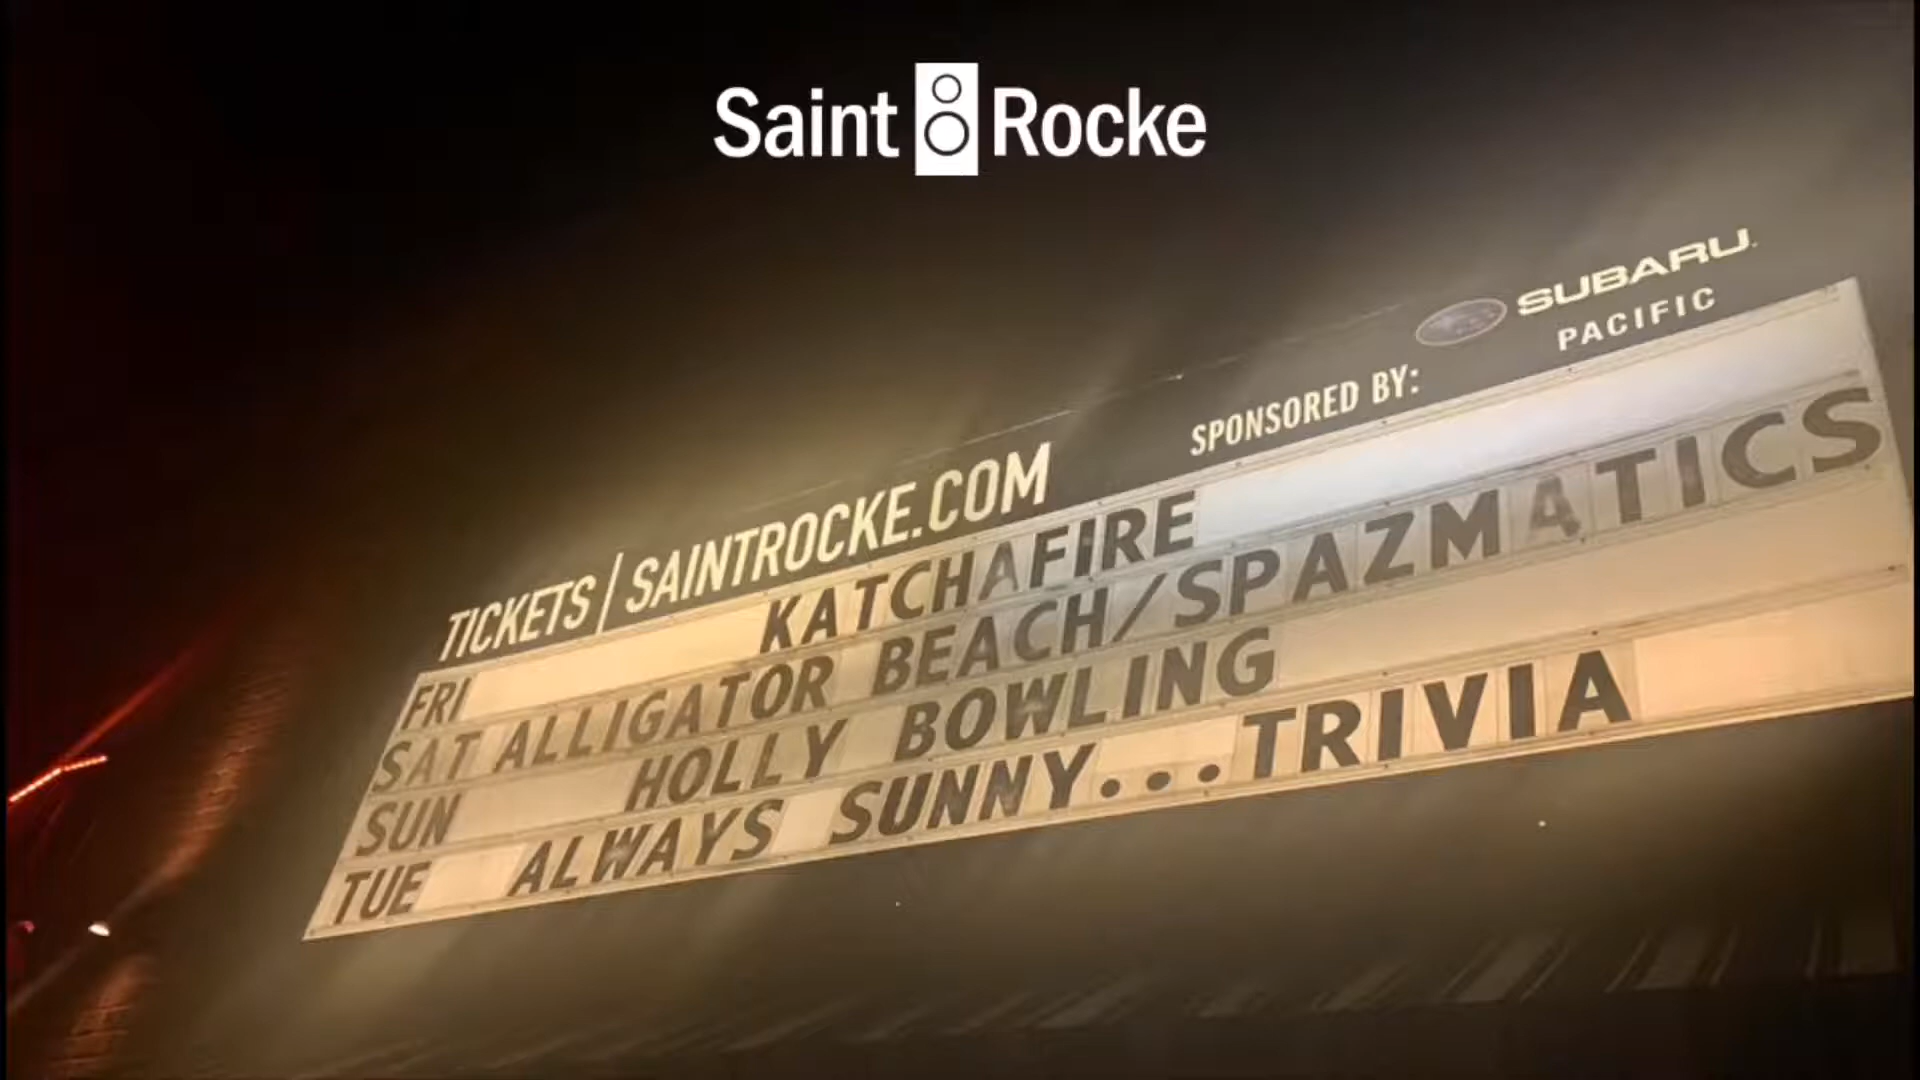 Saint Rocke
SUBARU
PACIFIC
SPONSORED BY:
TICKETS | SAINTROCKE.COM
FRI KATCHAFIRE
SAT ALLIGATOR BEACH/SPAZMATICS
SUN HOLLY BOWLING
TUE ALWAYS SUNNY...TRIVIA